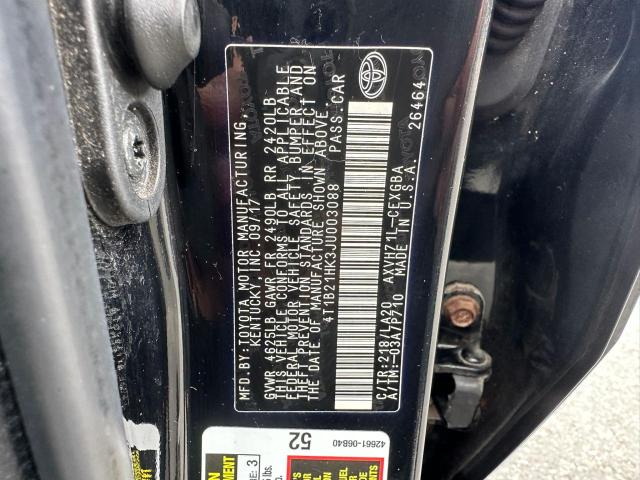 MFD.BY:TOYOTA MOTOR MANUFACTURING,
KENTUCKY, INC. 09/17
GVWR 4625LB GAWR FR 2490LB RR 2420LB
THIS VEHICLE CONFORMS TO ALL APPLICABLE
FEDERAL MOTOR VEHICLE SAFETY BUMPER,AND
THEFT PREVENTION STANDARDS IN EFFECT ON
THE DATE OF MANUFACTURE SHOWN ABOVE.
4T1B21HK3JU003088 PASS.CAR
C/TR:218/LA20 AXVH71L-CEXGBA
A/TM:-03A/P710 MADE IN U.S.A. 26464
52
42661-06B40